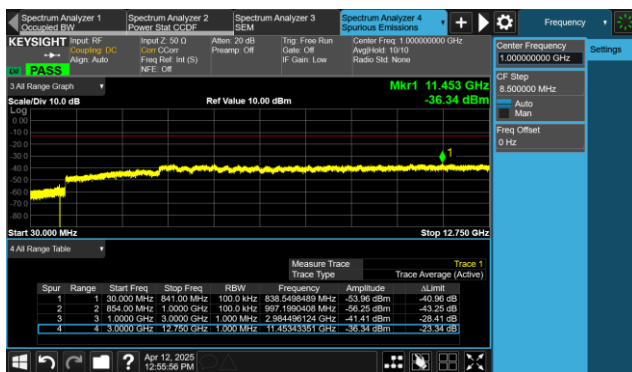 Spectrum Analyzer 1
Occupied BW
Spectrum Analyzer 2
Power Stat CCDF
Spectrum Analyzer 3
SEM
Spectrum Analyzer 4
Spurious Emissions
Frequency
KEYSIGHT
Input: RF
Coupling: DC
Align: Auto
Input Z: 50 Ω
Corr CCorr
Freq Ref: Int (S)
NFE: Off
Atten: 20 dB
Preamp: Off
Trig: Free Run
Gate: Off
IF Gain: Low
Center Freq: 1.000000000 GHz
Avg|Hold: 10/10
Radio Std: None
PASS
Center Frequency
1.000000000 GHz
Settings
CF Step
8.500000 MHz
Auto
Man
Freq Offset
0 Hz
3 All Range Graph
Mkr1 11.453 GHz
-36.34 dBm
Scale/Div 10.0 dB
Ref Value 10.00 dBm
Log
0.00
-10.0
-20.0
-30.0
-40.0
-50.0
-60.0
-70.0
-80.0
1
Start 30.000 MHz
Stop 12.750 GHz
4 All Range Table
Measure Trace Trace 1
Trace Type Trace Average (Active)
Spur Range Start Freq Stop Freq RBW Frequency Amplitude ΔLimit
1 1 30.000 MHz 841.00 MHz 100.0 kHz 838.5498489 MHz -53.96 dBm -40.96 dB
2 2 854.00 MHz 1.0000 GHz 100.0 kHz 997.1990408 MHz -56.25 dBm -43.25 dB
3 3 1.0000 GHz 3.0000 GHz 1.000 MHz 2.984496124 GHz -41.41 dBm -28.41 dB
4 4 3.0000 GHz 12.750 GHz 1.000 MHz 11.45343351 GHz -36.34 dBm -23.34 dB
?
Apr 12, 2025
12:55:56 PM